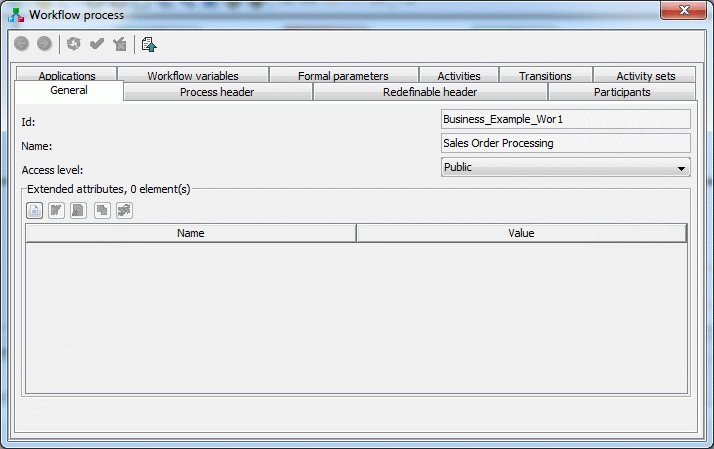 Workflow process
Applications Workflow variables Formal parameters Activities Transitions Activity sets
General Process header Redefinable header Participants
Id: Business_Example_Wor1
Name: Sales Order Processing
Access level: Public
Extended attributes, 0 element(s)
Name Value